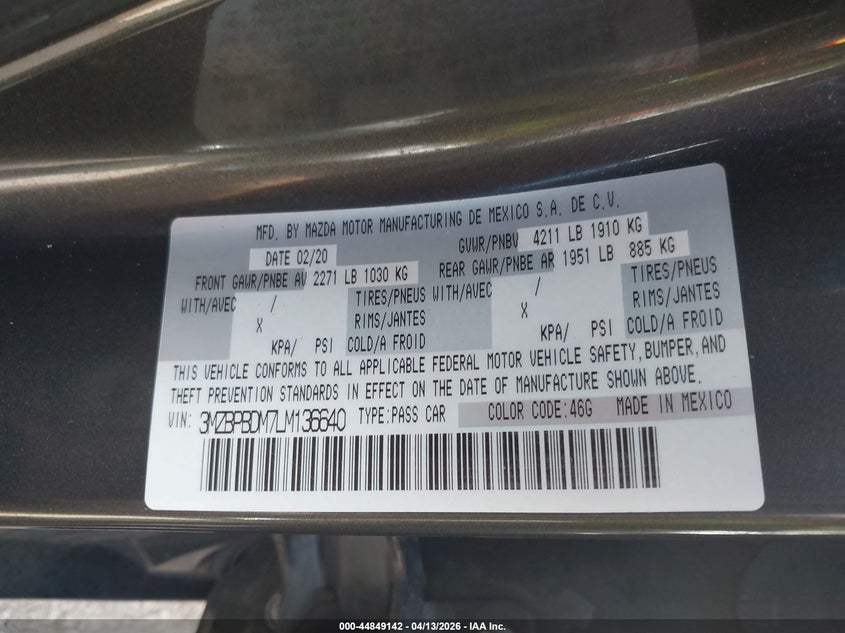 MFD. BY MAZDA MOTOR MANUFACTURING DE MEXICO S.A. DE C.V.
DATE 02/20 GVWR/PNBV 4211 LB 1910 KG
FRONT GAWR/PNBE AV 2271 LB 1030 KG REAR GAWR/PNBE AR 1951 LB 885 KG
WITH/AVEC / TIRES/PNEUS WITH/AVEC / TIRES/PNEUS
X RIMS/JANTES X RIMS/JANTES
KPA/ PSI COLD/A FROID KPA/ PSI COLD/A FROID
THIS VEHICLE CONFORMS TO ALL APPLICABLE FEDERAL MOTOR VEHICLE SAFETY, BUMPER, AND
THEFT PREVENTION STANDARDS IN EFFECT ON THE DATE OF MANUFACTURE SHOWN ABOVE.
VIN: 3MZBPBDM7LM136640 TYPE:PASS CAR COLOR CODE:46G MADE IN MEXICO
000-44849142 - 04/13/2026 - IAA Inc.